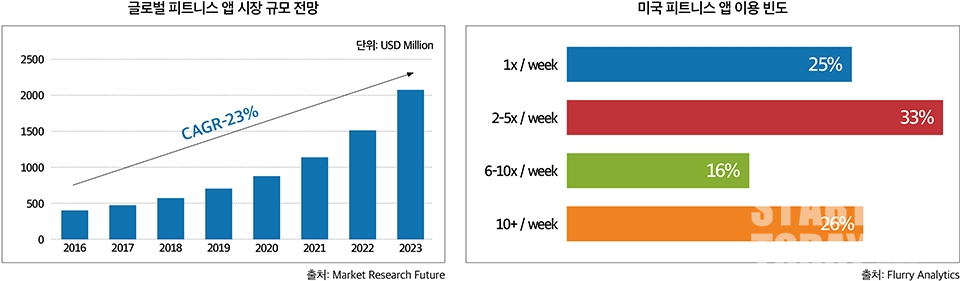 글로벌 피트니스 앱 시장 규모 전망
단위: USD Million
2500
2000
1500
1000
500
0
CAGR-23%
2016 2017 2018 2019 2020 2021 2022 2023
출처: Market Research Future
미국 피트니스 앱 이용 빈도
1x / week 25%
2-5x / week 33%
6-10x / week 16%
10+ / week 26%
START
TODAY
출처: Flurry Analytics